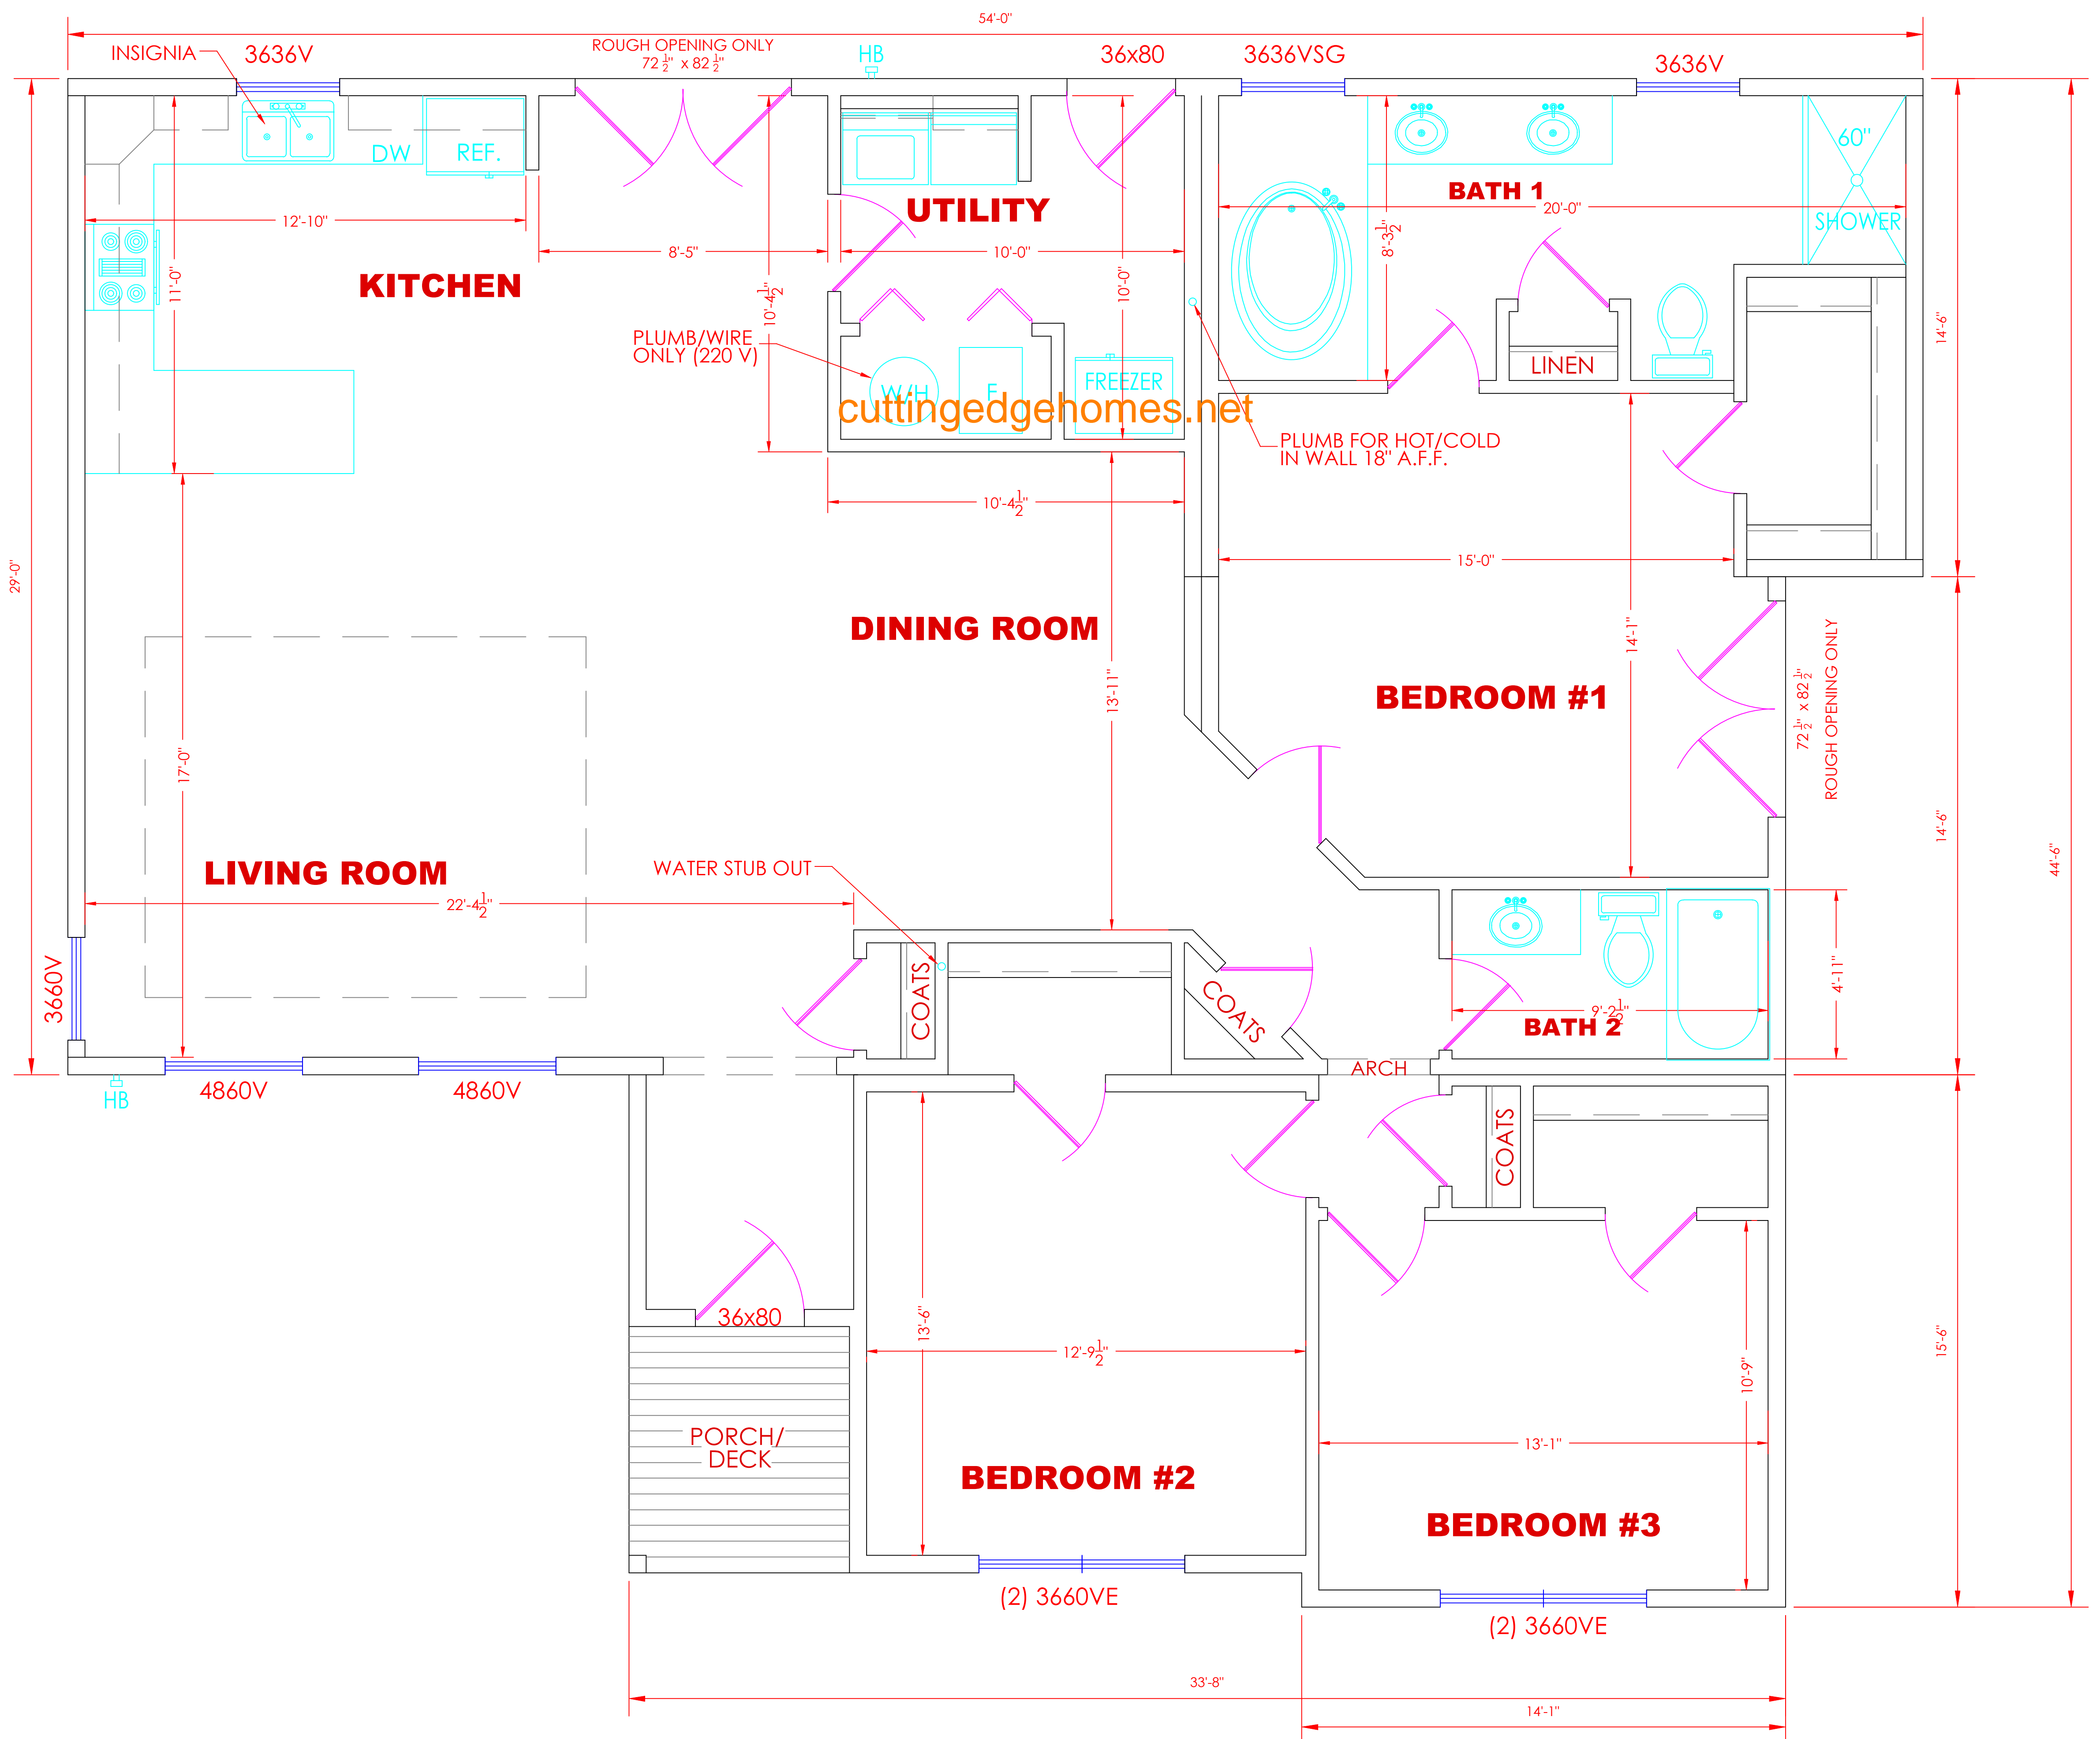 54'-0"
INSIGNIA
3636V
ROUGH OPENING ONLY
72 1/2" x 82 1/2"
HB
36x80
3636VSG
3636V
DW
REF.
60"
SHOWER
BATH 1
20'-0"
UTILITY
12'-10"
8'-5"
10'-0"
8'-3 1/2"
KITCHEN
11'-0"
10'-4 1/2"
10'-0"
14'-6"
PLUMB/WIRE
ONLY (220 V)
W/H
F
FREEZER
LINEN
cuttingedgehomes.net
PLUMB FOR HOT/COLD
IN WALL 18" A.F.F.
10'-4 1/2"
15'-0"
29'-0"
DINING ROOM
14'-1"
BEDROOM #1
13'-11"
72 1/2" x 82 1/2"
ROUGH OPENING ONLY
17'-0"
14'-6"
44'-6"
LIVING ROOM
WATER STUB OUT
22'-4 1/2"
3660V
COATS
COATS
9'-2 1/2"
BATH 2
4'-11"
ARCH
4860V
4860V
HB
COATS
36x80
13'-6"
12'-9 1/2"
15'-6"
10'-9"
PORCH/
DECK
13'-1"
BEDROOM #2
BEDROOM #3
(2) 3660VE
(2) 3660VE
33'-8"
14'-1"